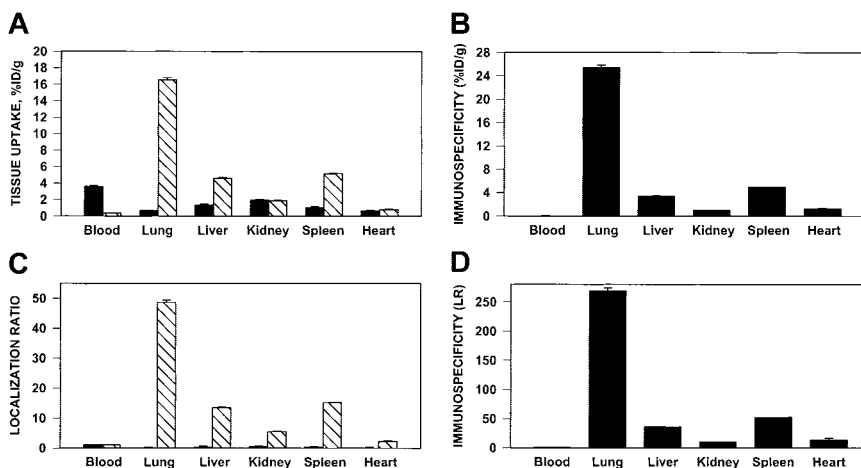 A
TISSUE UPTAKE, %ID/g
20
18
16
14
12
10
8
6
4
2
0
Blood Lung Liver Kidney Spleen Heart
B
IMMUNOSPECIFICITY (%ID/g)
28
24
20
16
12
8
4
0
Blood Lung Liver Kidney Spleen Heart
C
LOCALIZATION RATIO
50
40
30
20
10
0
Blood Lung Liver Kidney Spleen Heart
D
IMMUNOSPECIFICITY (LR)
250
200
150
100
50
0
Blood Lung Liver Kidney Spleen Heart